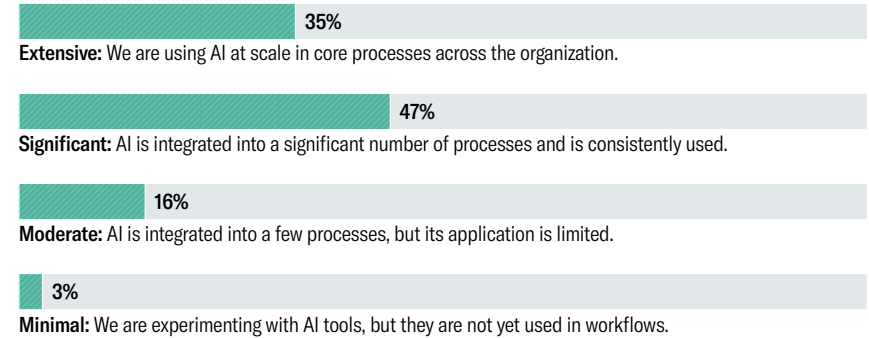 35%
Extensive: We are using AI at scale in core processes across the organization.
47%
Significant: AI is integrated into a significant number of processes and is consistently used.
16%
Moderate: AI is integrated into a few processes, but its application is limited.
3%
Minimal: We are experimenting with AI tools, but they are not yet used in workflows.